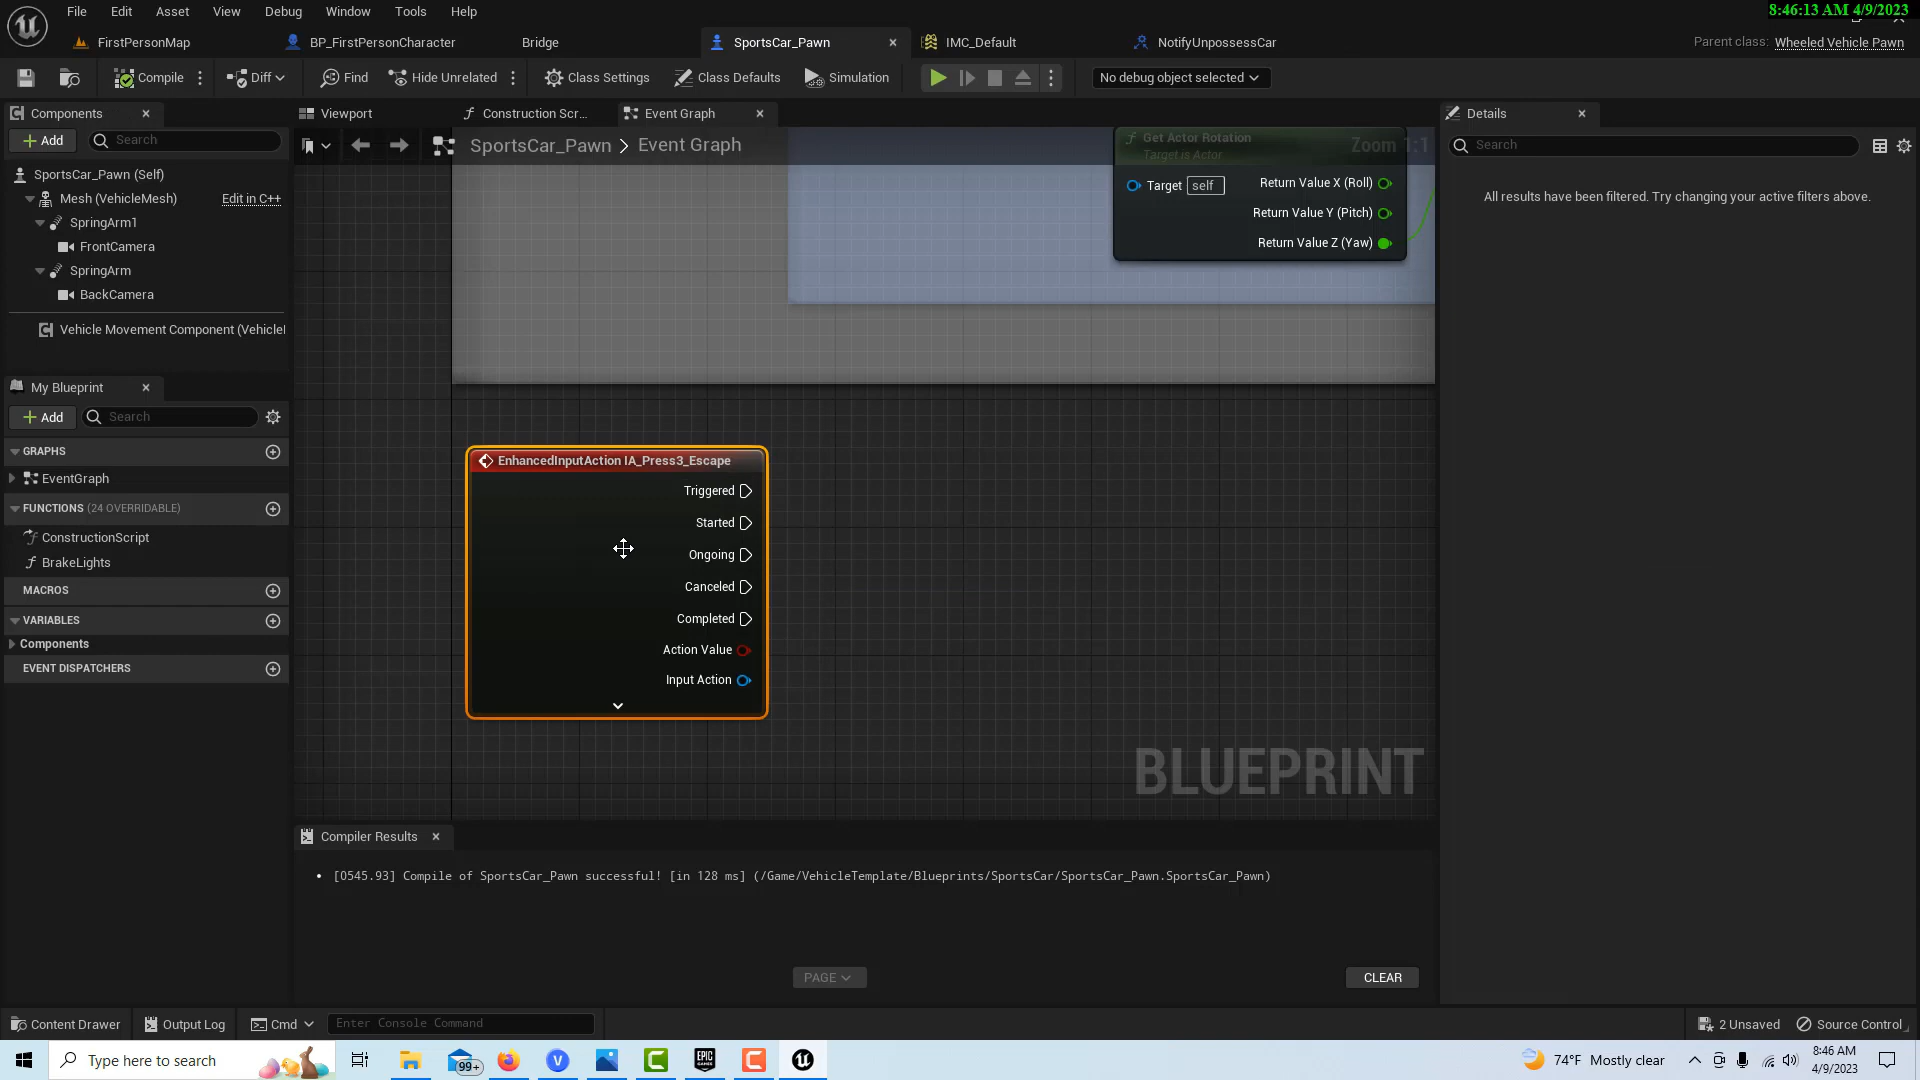 8:46:13 AM 4/9/2023
File Edit Asset View Debug Window Tools Help
FirstPersonMap BP_FirstPersonCharacter Bridge SportsCar_Pawn IMC_Default NotifyUnpossessCar Parent class: Wheeled Vehicle Pawn
Compile Diff Find Hide Unrelated Class Settings Class Defaults Simulation No debug object selected
Components
Add Search
SportsCar_Pawn (Self)
Mesh (VehicleMesh) Edit in C++
SpringArm1
FrontCamera
SpringArm
BackCamera
Vehicle Movement Component (Vehicle
My Blueprint
Add Search
GRAPHS
EventGraph
FUNCTIONS (24 OVERRIDABLE)
ConstructionScript
BrakeLights
MACROS
VARIABLES
Components
EVENT DISPATCHERS
Viewport Construction Scr... Event Graph
SportsCar_Pawn > Event Graph Zoom 1:1
Get Actor Rotation
Target is Actor
Target self Return Value X (Roll)
Return Value Y (Pitch)
Return Value Z (Yaw)
EnhancedInputAction IA_Press3_Escape
Triggered
Started
Ongoing
Canceled
Completed
Action Value
Input Action
BLUEPRINT
Compiler Results
[0545.93] Compile of SportsCar_Pawn successful! [in 128 ms] (/Game/VehicleTemplate/Blueprints/SportsCar/SportsCar_Pawn.SportsCar_Pawn)
PAGE CLEAR
Details
Search
All results have been filtered. Try changing your active filters above.
Content Drawer Output Log Cmd Enter Console Command 2 Unsaved Source Control
Type here to search 99+ EPIC GAMES 74°F Mostly clear 8:46 AM
4/9/2023